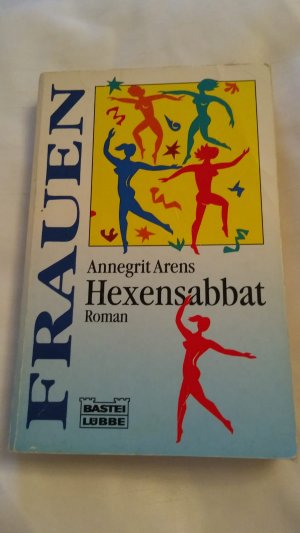 FRAUEN
Annegrit Arens
Hexensabbat
Roman
BASTEI
LÜBBE